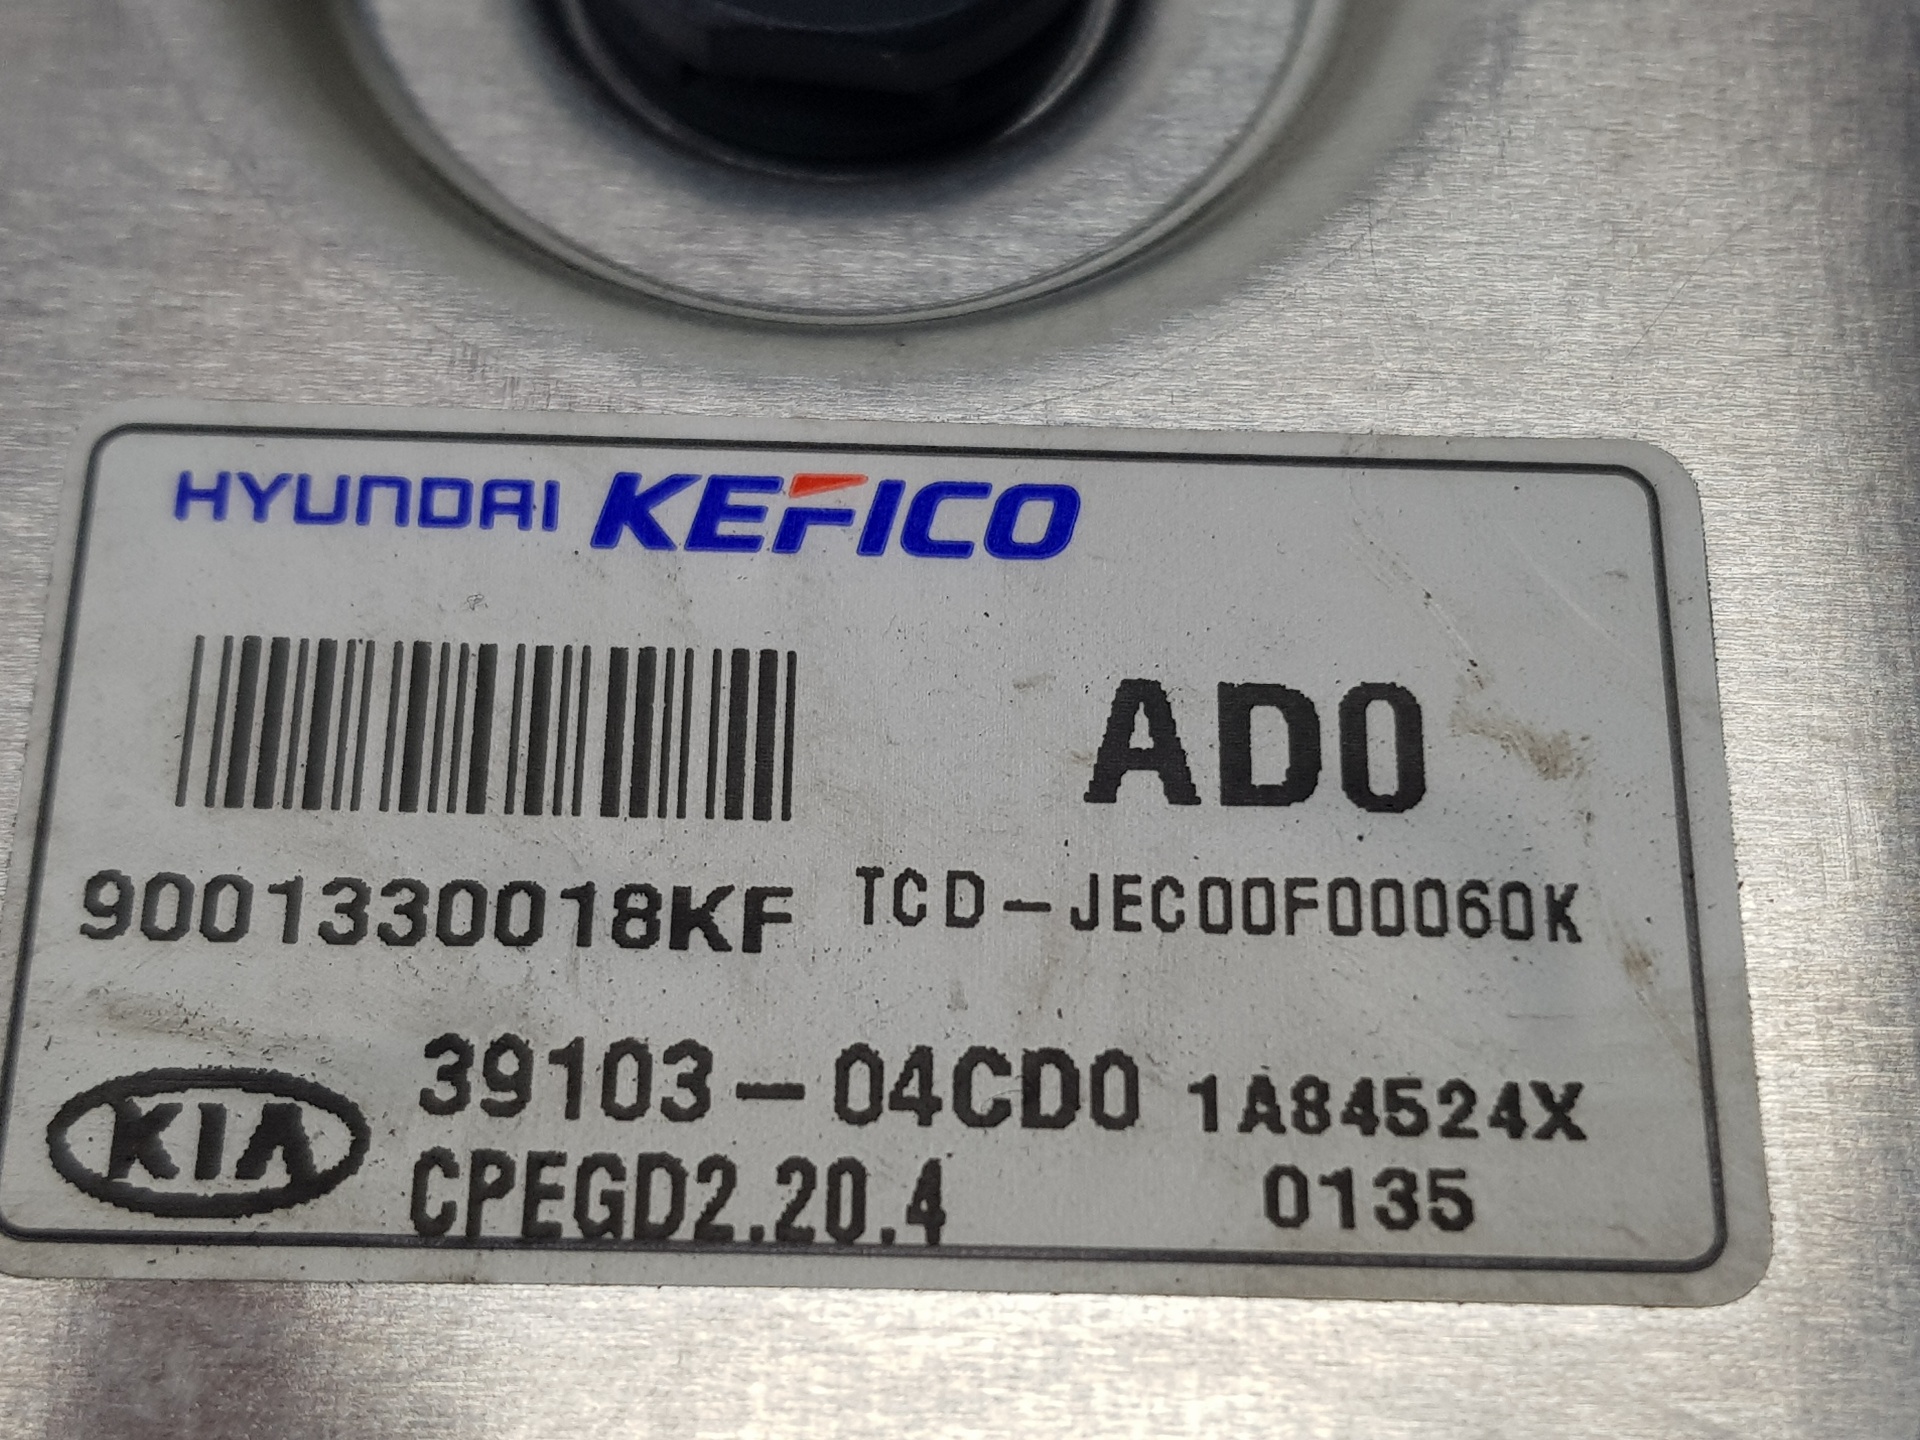 HYUNDAI KEFICO
AD0
9001330018KF TCD-JEC00F00060K
KIA 39103-04CD0 1A84524X
CPEGD2.20.4 0135